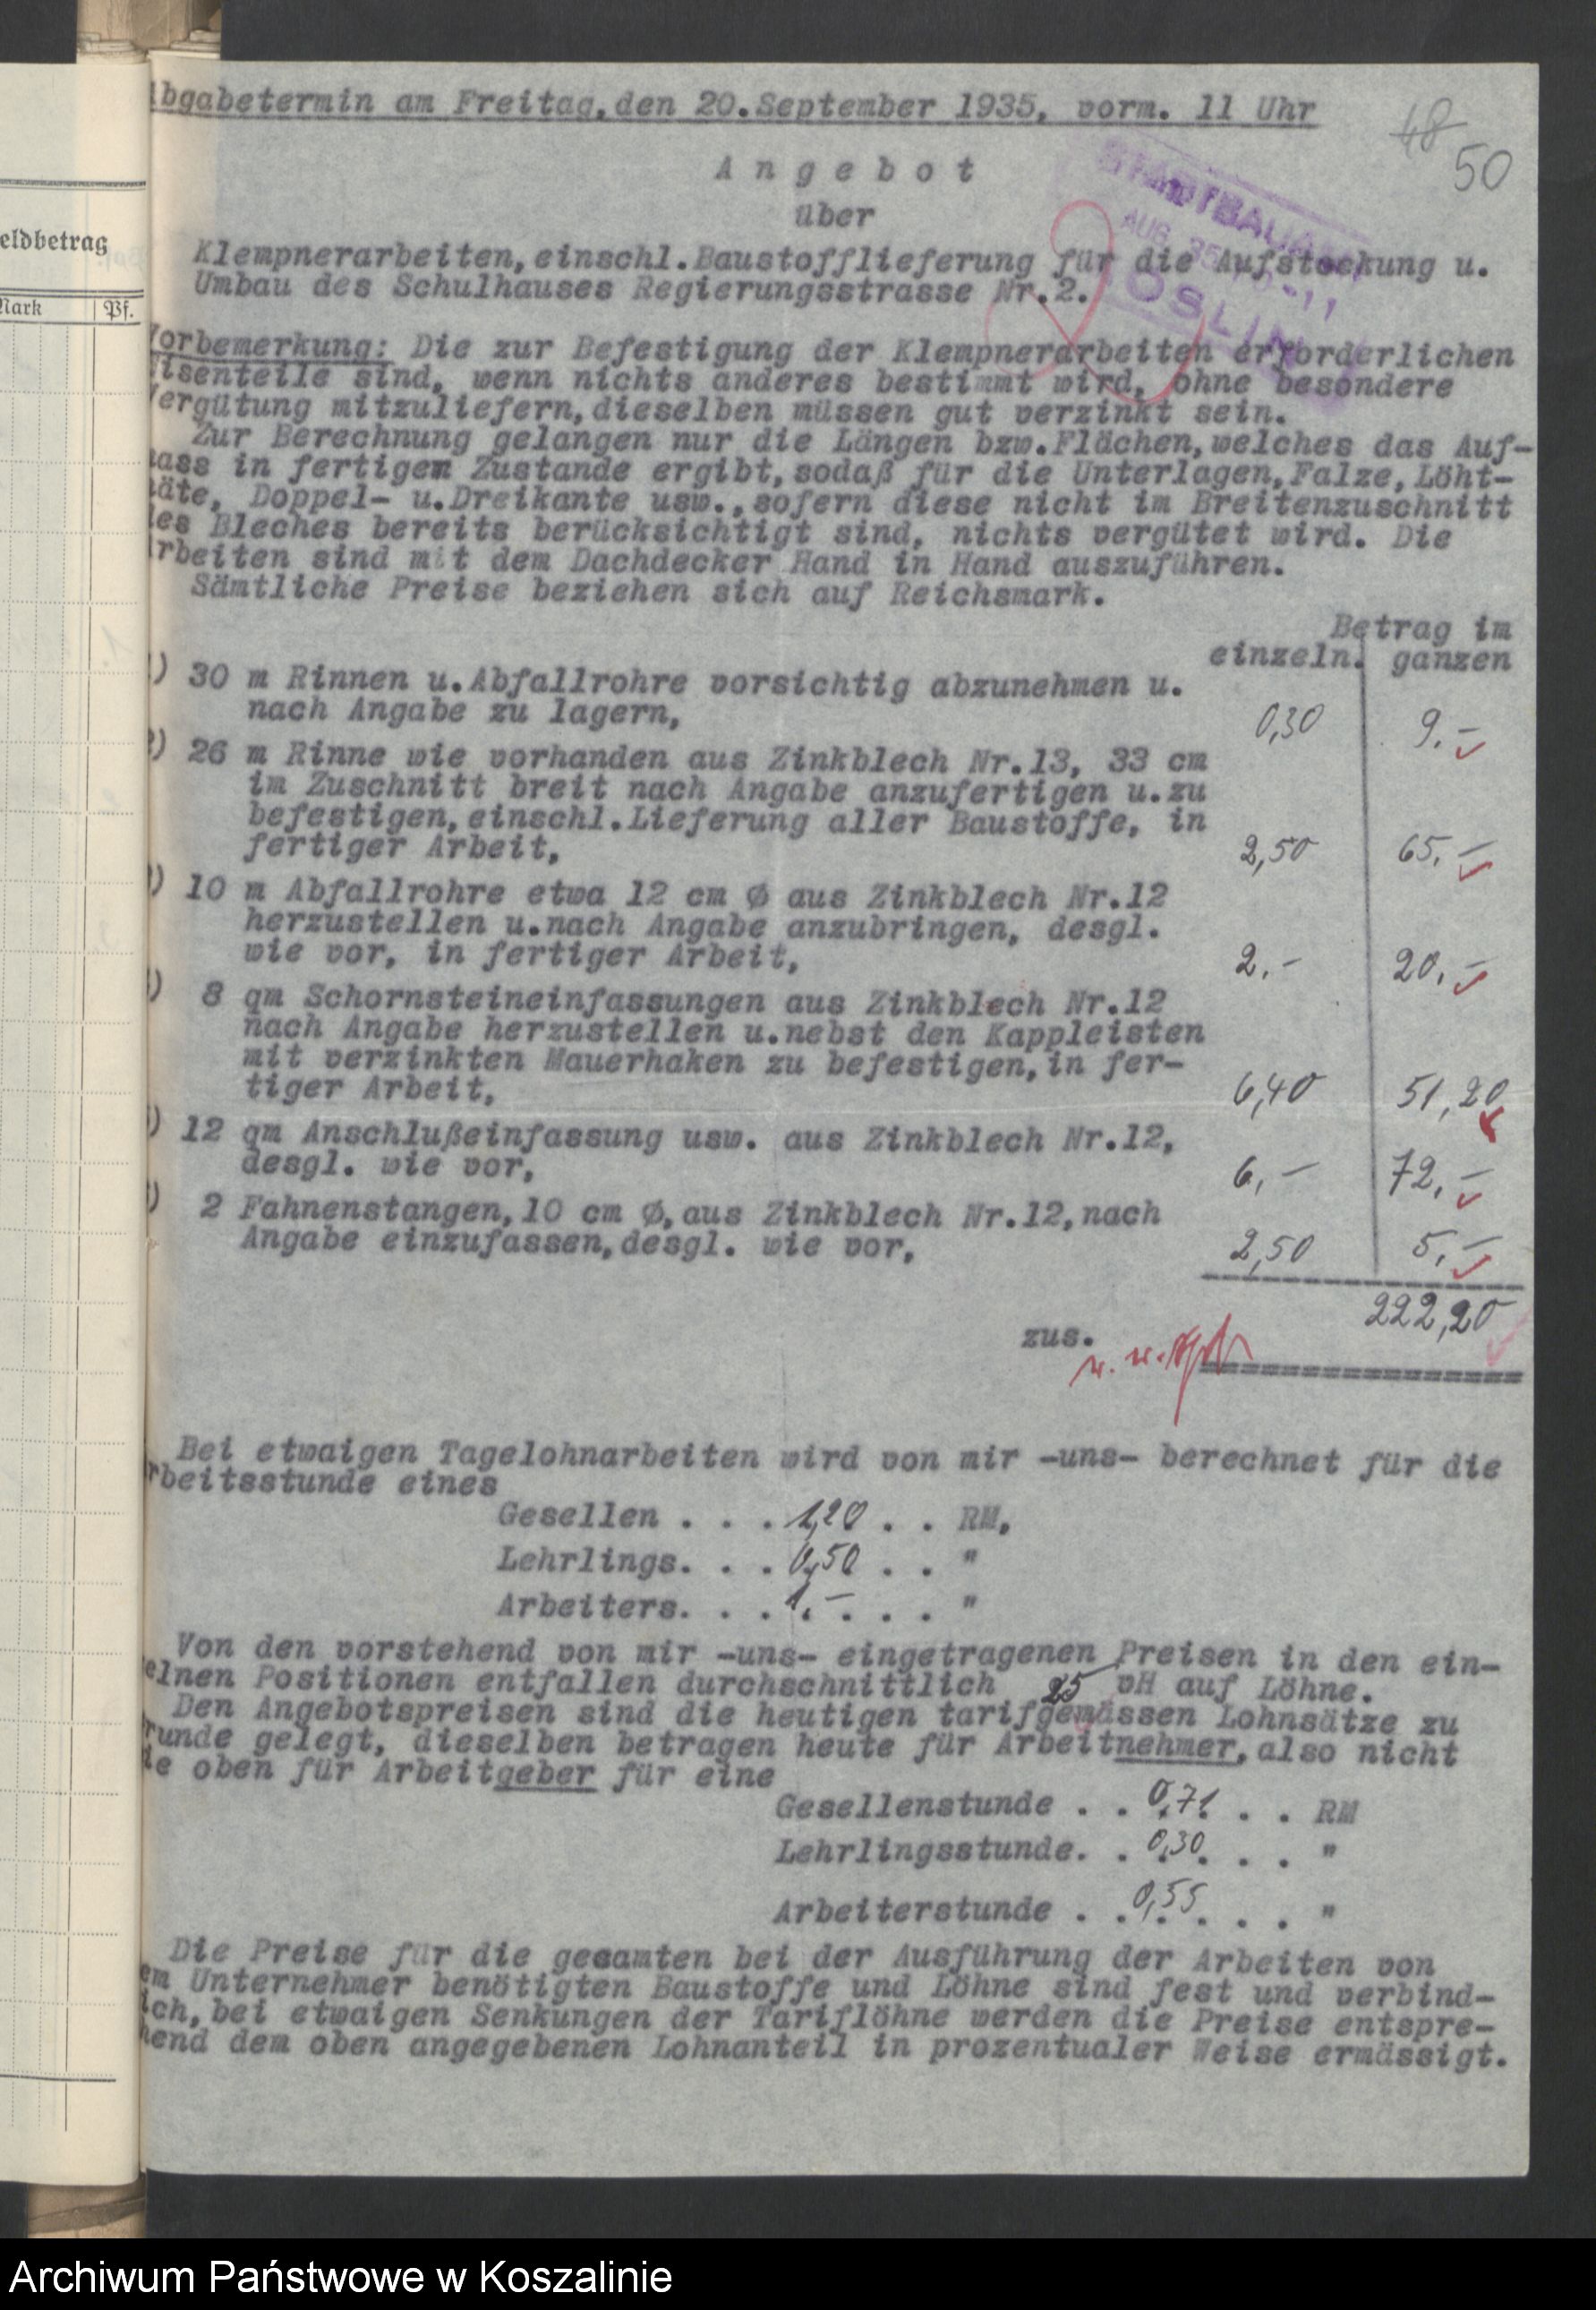 eldbetrag
Mark | Pf.
Abgabetermin am Freitag, den 20.September 1935, vorm. 11 Uhr
48
50
A n g e b o t
über
STADTBAUAMT
Klempnerarbeiten, einschl.Baustofflieferung für die Aufstockung u.
Umbau des Schulhauses Regierungsstrasse Nr.2.
Vorbemerkung: Die zur Befestigung der Klempnerarbeiten erforderlichen
Eisenteile sind, wenn nichts anderes bestimmt wird, ohne besondere
Vergütung mitzuliefern, dieselben müssen gut verzinkt sein.
Zur Berechnung gelangen nur die Längen bzw.Flächen, welches das Auf-
mass in fertigem Zustande ergibt, sodaß für die Unterlagen, Falze, Löht-
näte, Doppel- u.Dreikante usw., sofern diese nicht im Breitenzuschnitt
des Bleches bereits berücksichtigt sind, nichts vergütet wird. Die
Arbeiten sind mit dem Dachdecker Hand in Hand auszuführen.
Sämtliche Preise beziehen sich auf Reichsmark.
Betrag im
einzeln. ganzen
1) 30 m Rinnen u.Abfallrohre vorsichtig abzunehmen u.
nach Angabe zu lagern, 0,30 9.-
2) 26 m Rinne wie vorhanden aus Zinkblech Nr.13, 33 cm
im Zuschnitt breit nach Angabe anzufertigen u.zu
befestigen, einschl.Lieferung aller Baustoffe, in
fertiger Arbeit, 2,50 65.-
) 10 m Abfallrohre etwa 12 cm Ø aus Zinkblech Nr.12
herzustellen u.nach Angabe anzubringen, desgl.
wie vor, in fertiger Arbeit, 2.- 20.-
) 8 qm Schornsteineinfassungen aus Zinkblech Nr.12
nach Angabe herzustellen u.nebst den Kappleisten
mit verzinkten Mauerhaken zu befestigen, in fer-
tiger Arbeit, 6,40 51,20
) 12 qm Anschlußeinfassung usw. aus Zinkblech Nr.12,
desgl. wie vor, 6,- 72.-
) 2 Fahnenstangen, 10 cm Ø, aus Zinkblech Nr.12, nach
Angabe einzufassen, desgl. wie vor, 2,50 5.-
222,20
zus.
Bei etwaigen Tagelohnarbeiten wird von mir -uns- berechnet für die
Arbeitsstunde eines
Gesellen . . . 1,20 . . RM,
Lehrlings. . . 0,50 . . "
Arbeiters. . . 1.- . . . "
Von den vorstehend von mir -uns- eingetragenen Preisen in den ein-
zelnen Positionen entfallen durchschnittlich 25 vH auf Löhne.
Den Angebotspreisen sind die heutigen tarifgemässen Lohnsätze zu
Grunde gelegt, dieselben betragen heute für Arbeitnehmer, also nicht
wie oben für Arbeitgeber für eine
Gesellenstunde . . 0,71 . . RM
Lehrlingsstunde. . 0,30 . . . "
Arbeiterstunde . . 0,55 . . . "
Die Preise für die gesamten bei der Ausführung der Arbeiten von
dem Unternehmer benötigten Baustoffe und Löhne sind fest und verbind-
lich, bei etwaigen Senkungen der Tariflöhne werden die Preise entspre-
chend dem oben angegebenen Lohnanteil in prozentualer Weise ermässigt.
Archiwum Państwowe w Koszalinie